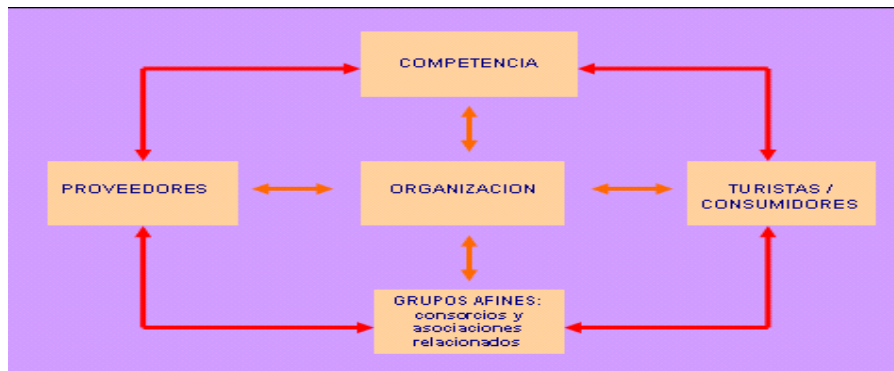 COMPETENCIA
PROVEEDORES
ORGANIZACION
TURISTAS /
CONSUMIDORES
GRUPOS AFINES:
consorcios y
asociaciones
relacionados